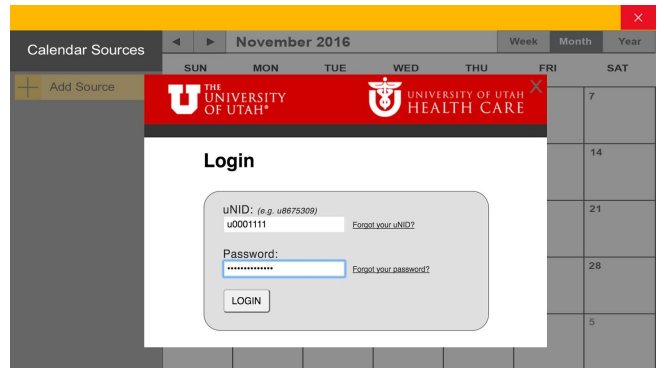 ×
Calendar Sources
◄ ► November 2016 Week Month Year
SUN MON TUE WED THU FRI SAT
+ Add Source
THE
UNIVERSITY
OF UTAH®
UNIVERSITY OF UTAH
HEALTH CARE
X
7
Login
14
uNID: (e.g. u8675309)
u0001111 Forgot your uNID?
21
Password:
•••••••••••••• Forgot your password?
28
LOGIN
5